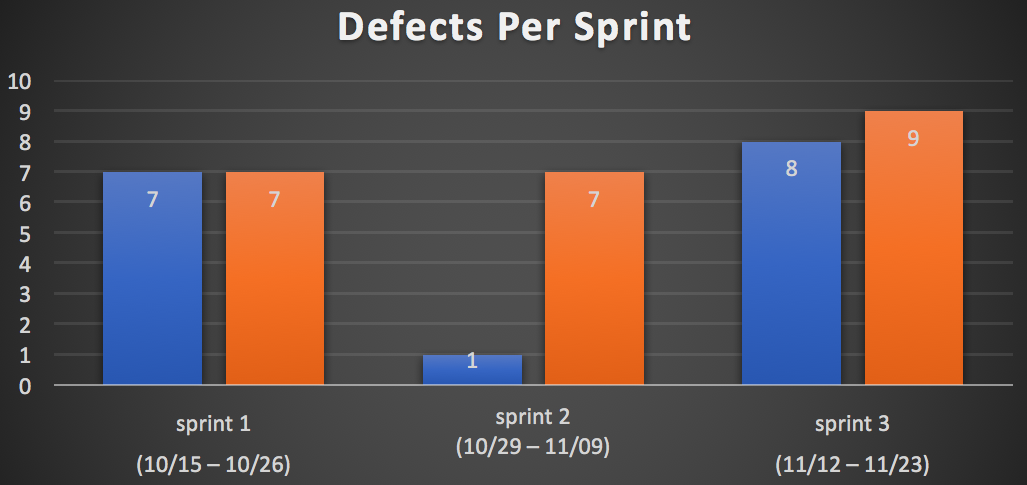 Defects Per Sprint
10
9
8
7
6
5
4
3
2
1
0
7
7
1
7
8
9
sprint 1
(10/15 – 10/26)
sprint 2
(10/29 – 11/09)
sprint 3
(11/12 – 11/23)